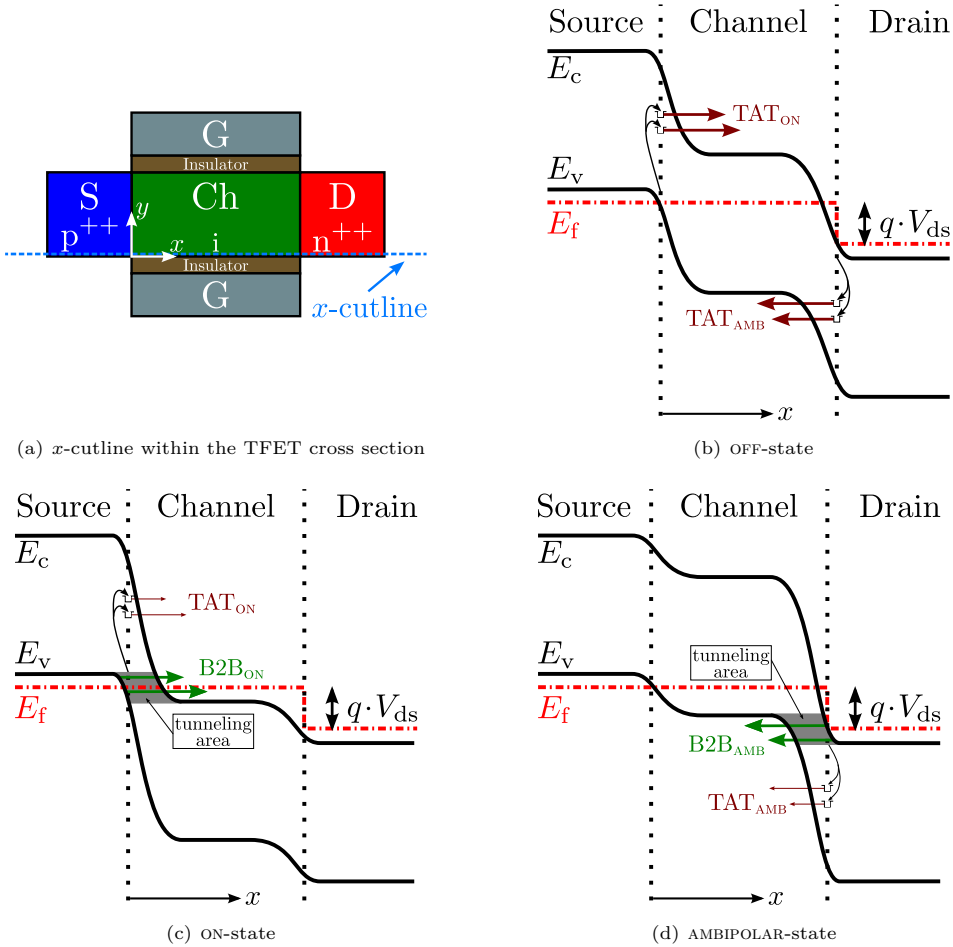 G
Insulator
S Ch D
y
p++ x i n++
Insulator
G
x-cutline
(a) x-cutline within the TFET cross section
Source Channel Drain
Ec
TATON
Ev
Ef
q·Vds
TATAMB
x
(b) OFF-state
Source Channel Drain
Ec
TATON
Ev
B2BON
Ef
q·Vds
tunneling
area
x
(c) ON-state
Source Channel Drain
Ec
Ev
tunneling
area
Ef
q·Vds
B2BAMB
TATAMB
x
(d) AMBIPOLAR-state